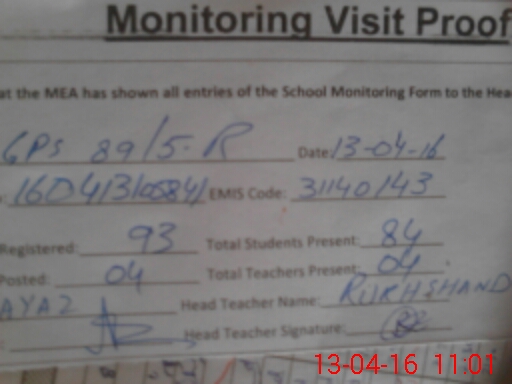 Monitoring Visit Proof
at the MEA has shown all entries of the School Monitoring Form to the Hea
GPS 89/5-R Date: 13-04-16
EMIS Code: 31140143
Registered: 93 Total Students Present: 84
Posted: 04 Total Teachers Present: 04
AYAZ Head Teacher Name: RUKHSHAND
Head Teacher Signature:
13-04-16 11:01